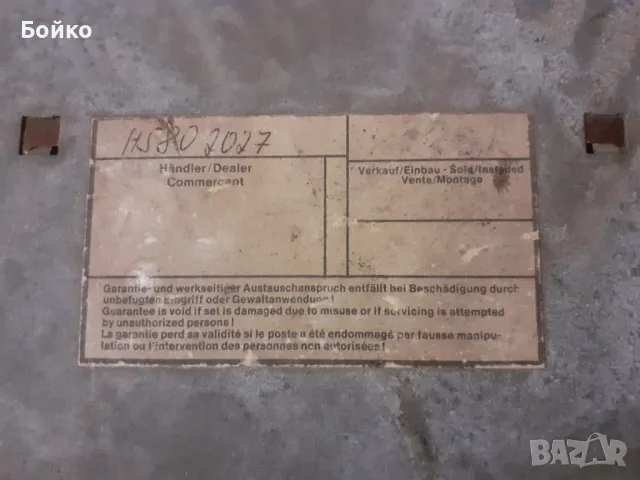 Бойко
H580 2027
Händler/Dealer
Commercant
Verkauf/Einbau - Sold/Installed
Vente/Montage
Garantie- und werkseitiger Austauschanspruch entfällt bei Beschädigung durch
unbefugten Eingriff oder Gewaltanwendung!
Guarantee is void if set is damaged due to misuse or if servicing is attempted
by unauthorized persons!
La garantie perd sa validité si le poste a été endommagé par fausse manipu-
lation ou l'intervention des personnes non autorisées!
BAZAR